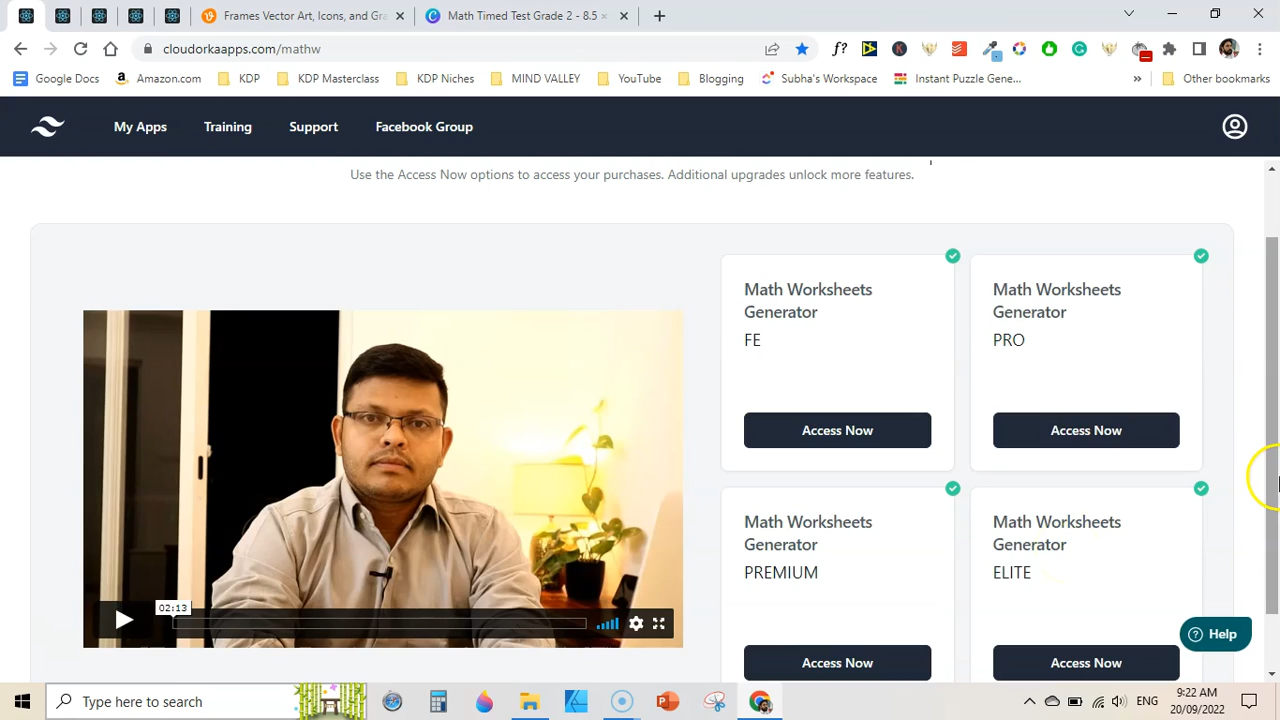 Frames Vector Art, Icons, and Gra
Math Timed Test Grade 2 - 8.5 ×
cloudorkaapps.com/mathw
f?
Google Docs
Amazon.com
KDP
KDP Masterclass
KDP Niches
MIND VALLEY
YouTube
Blogging
Subha's Workspace
Instant Puzzle Gene...
»
Other bookmarks
My Apps
Training
Support
Facebook Group
Use the Access Now options to access your purchases. Additional upgrades unlock more features.
Math Worksheets
Generator
FE
Access Now
Math Worksheets
Generator
PRO
Access Now
Math Worksheets
Generator
PREMIUM
Access Now
Math Worksheets
Generator
ELITE
Access Now
02:13
Help
Type here to search
ENG
9:22 AM
20/09/2022